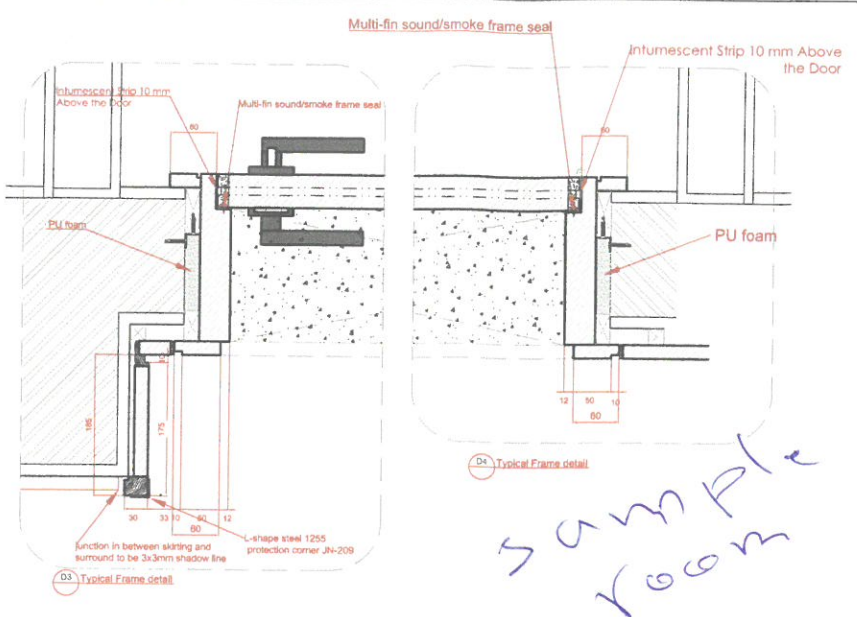 Multi-fin sound/smoke frame seal
Intumescent Strip 10 mm Above
the Door
Intumescent Strip 10 mm
Above the Door
Multi-fin sound/smoke frame seal
60
60
PU foam
PU foam
185
175
10
30
33
10
50
12
60
12
50
10
60
L-shape steel 1255
protection corner JN-209
junction in between skirting and
surround to be 3x3mm shadow line
D3 Typical Frame detail
D4 Typical Frame detail
sample
room